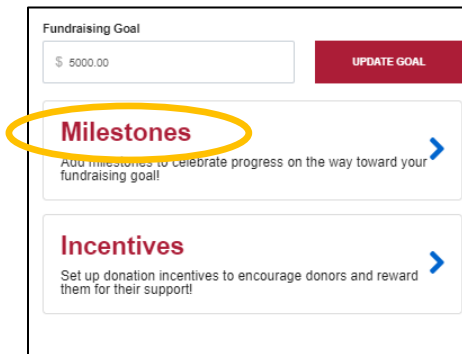 Fundraising Goal
$ 5000.00
UPDATE GOAL
Milestones
Add milestones to celebrate progress on the way toward your
fundraising goal!
Incentives
Set up donation incentives to encourage donors and reward
them for their support!